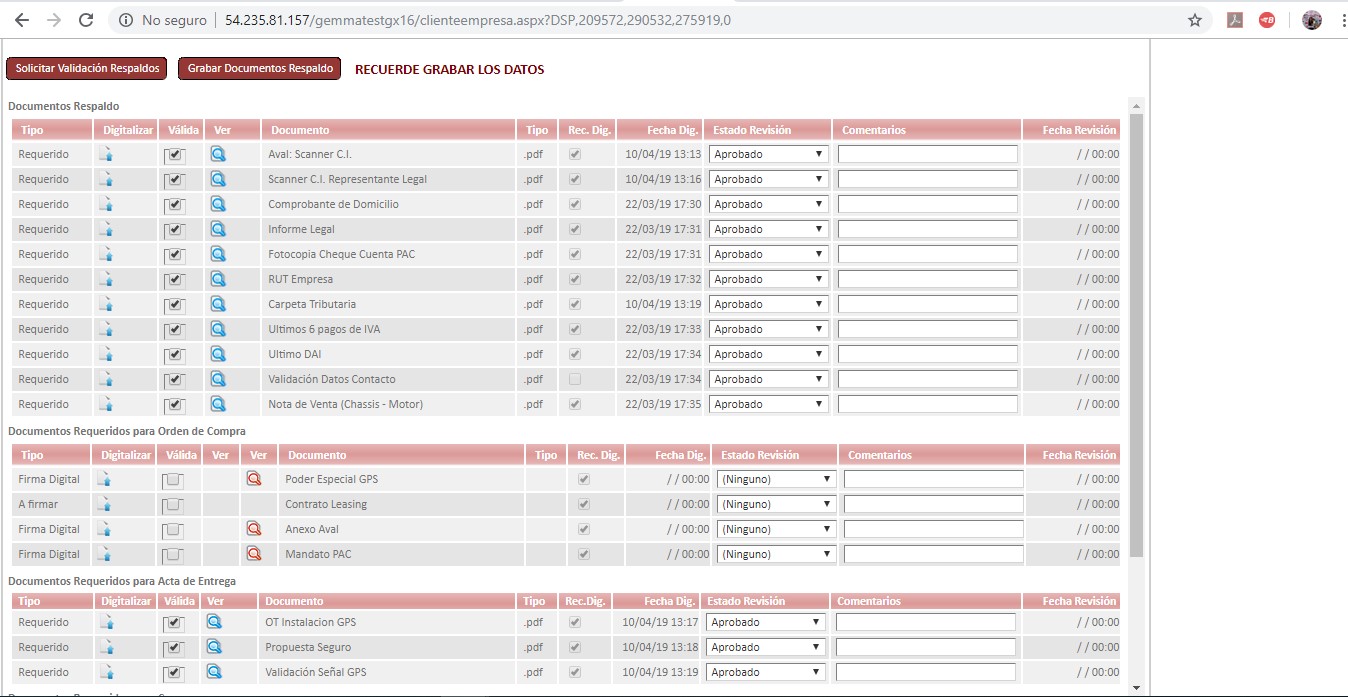 No seguro 54.235.81.157/gemmatestgx16/clienteempresa.aspx?DSP,209572,290532,275919,0
Solicitar Validación Respaldos Grabar Documentos Respaldo RECUERDE GRABAR LOS DATOS
Documentos Respaldo
Tipo Digitalizar Válida Ver Documento Tipo Rec. Dig. Fecha Dig. Estado Revisión Comentarios Fecha Revisión
Requerido Aval: Scanner C.I. .pdf 10/04/19 13:13 Aprobado / / 00:00
Requerido Scanner C.I. Representante Legal .pdf 10/04/19 13:16 Aprobado / / 00:00
Requerido Comprobante de Domicilio .pdf 22/03/19 17:30 Aprobado / / 00:00
Requerido Informe Legal .pdf 22/03/19 17:31 Aprobado / / 00:00
Requerido Fotocopia Cheque Cuenta PAC .pdf 22/03/19 17:31 Aprobado / / 00:00
Requerido RUT Empresa .pdf 22/03/19 17:32 Aprobado / / 00:00
Requerido Carpeta Tributaria .pdf 10/04/19 13:19 Aprobado / / 00:00
Requerido Ultimos 6 pagos de IVA .pdf 22/03/19 17:33 Aprobado / / 00:00
Requerido Ultimo DAI .pdf 22/03/19 17:34 Aprobado / / 00:00
Requerido Validación Datos Contacto .pdf 22/03/19 17:34 Aprobado / / 00:00
Requerido Nota de Venta (Chassis - Motor) .pdf 22/03/19 17:35 Aprobado / / 00:00
Documentos Requeridos para Orden de Compra
Tipo Digitalizar Válida Ver Ver Documento Tipo Rec. Dig. Fecha Dig. Estado Revisión Comentarios Fecha Revisión
Firma Digital Poder Especial GPS / / 00:00 (Ninguno) / / 00:00
A firmar Contrato Leasing / / 00:00 (Ninguno) / / 00:00
Firma Digital Anexo Aval / / 00:00 (Ninguno) / / 00:00
Firma Digital Mandato PAC / / 00:00 (Ninguno) / / 00:00
Documentos Requeridos para Acta de Entrega
Tipo Digitalizar Válida Ver Documento Tipo Rec.Dig. Fecha Dig. Estado Revisión Comentarios Fecha Revisión
Requerido OT Instalacion GPS .pdf 10/04/19 13:17 Aprobado / / 00:00
Requerido Propuesta Seguro .pdf 10/04/19 13:18 Aprobado / / 00:00
Requerido Validación Señal GPS .pdf 10/04/19 13:19 Aprobado / / 00:00